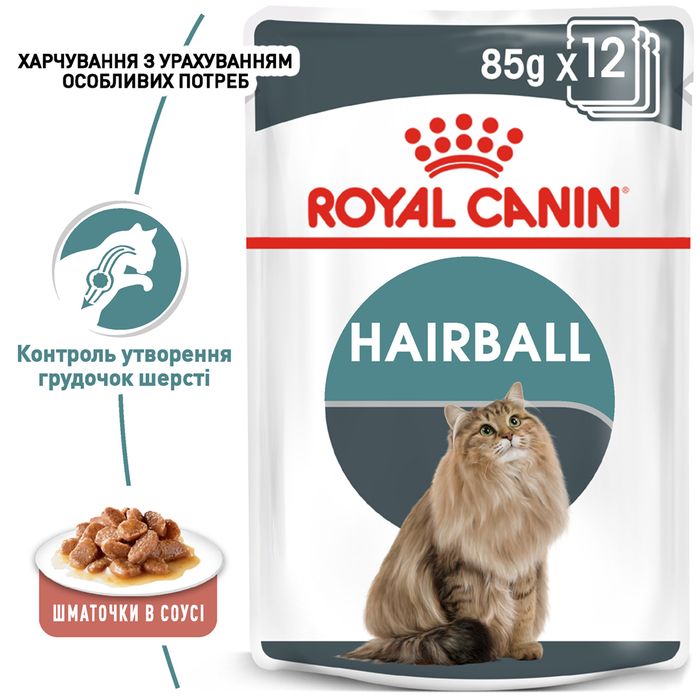 ХАРЧУВАННЯ З УРАХУВАННЯМ
ОСОБЛИВИХ ПОТРЕБ
85g x12
ROYAL CANIN®
HAIRBALL
Контроль утворення
грудочок шерсті
ШМАТОЧКИ В СОУСІ